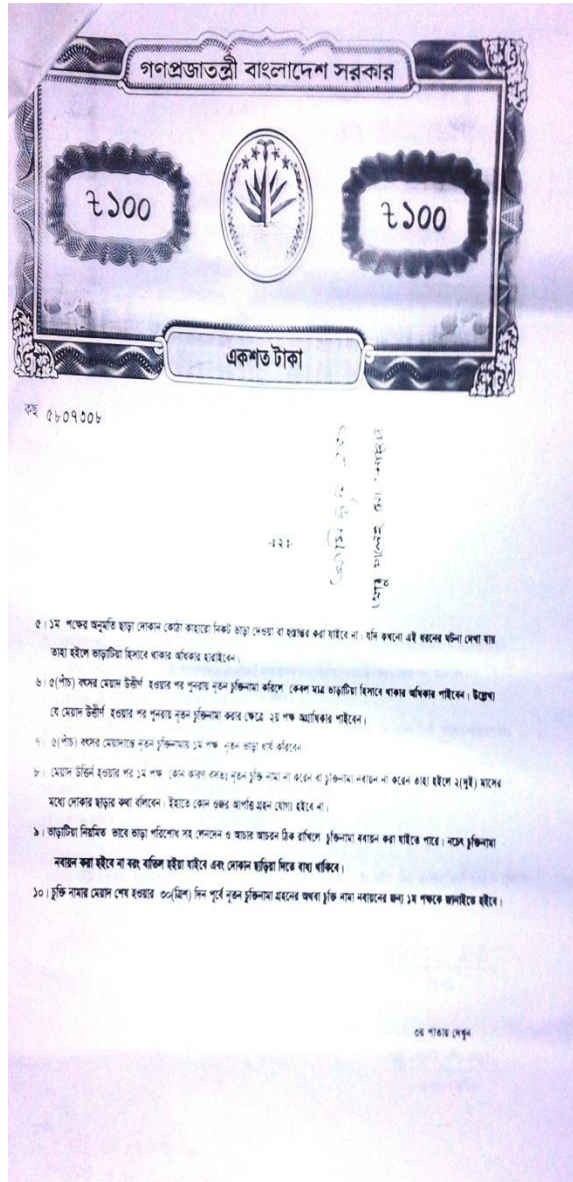 গণপ্রজাতন্ত্রী বাংলাদেশ সরকার
৳১০০
৳১০০
একশত টাকা
কছ ৫৮০৭৩০৮
-ঃ২ঃ-
৫। ১ম পক্ষের অনুমতি ছাড়া দোকান কোঠা কাহারো নিকট ভাড়া দেওয়া বা হস্তান্তর করা যাইবে না। যদি কখনো এই ধরনের ঘটনা দেখা যায়
তাহা হইলে ভাড়াটিয়া হিসাবে থাকার অধিকার হারাইবেন।
৬। ৫(পাঁচ) বৎসর মেয়াদ উত্তীর্ণ হওয়ার পর পুনরায় নূতন চুক্তিনামা করিলে কেবল মাত্র ভাড়াটিয়া হিসাবে থাকার অধিকার পাইবেন। উল্লেখ্য
যে মেয়াদ উত্তীর্ণ হওয়ার পর পুনরায় নূতন চুক্তিনামা করার ক্ষেত্রে ২য় পক্ষ অগ্রাধিকার পাইবেন।
৭। ৫(পাঁচ) বৎসর মেয়াদান্তে নূতন চুক্তিনামায় ১ম পক্ষ নূতন ভাড়া ধার্য করিবেন।
৮। মেয়াদ উত্তির্ন হওয়ার পর ১ম পক্ষ কোন কারণ বসতঃ নূতন চুক্তি নামা না করেন বা চুক্তিনামা নবায়ন না করেন তাহা হইলে ২(দুই) মাসের
মধ্যে দোকার ছাড়ার কথা বলিবেন। ইহাতে কোন ওজর আপত্তি গ্রহন যোগ্য হইবে না।
৯। ভাড়াটিয়া নিয়মিত ভাবে ভাড়া পরিশোধ সহ লেনদেন ও আচার আচরন ঠিক রাখিলে চুক্তিনামা নবায়ন করা যাইতে পারে। নচেৎ চুক্তিনামা
নবায়ন করা হইবে না বরং বাতিল হইয়া যাইবে এবং দোকান ছাড়িয়া দিতে বাধ্য থাকিবে।
১০। চুক্তি নামার মেয়াদ শেষ হওয়ার ৩০(ত্রিশ) দিন পূর্বে নূতন চুক্তিনামা গ্রহনের অথবা চুক্তি নামা নবায়নের জন্য ১ম পক্ষকে জানাইতে হইবে।
৩য় পাতায় দেখুন